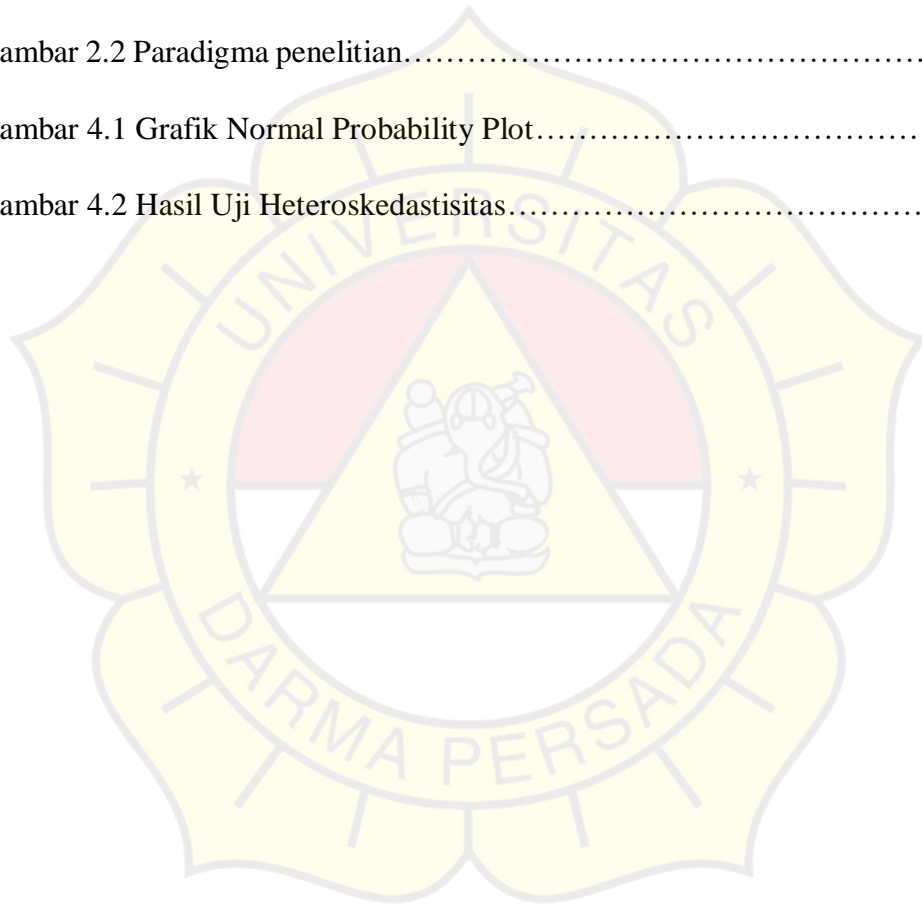 ambar 2.2 Paradigma penelitian……………………………………………
ambar 4.1 Grafik Normal Probability Plot………………………………
ambar 4.2 Hasil Uji Heteroskedastisitas…………………………………
UNIVERSITAS
DARMA PERSADA